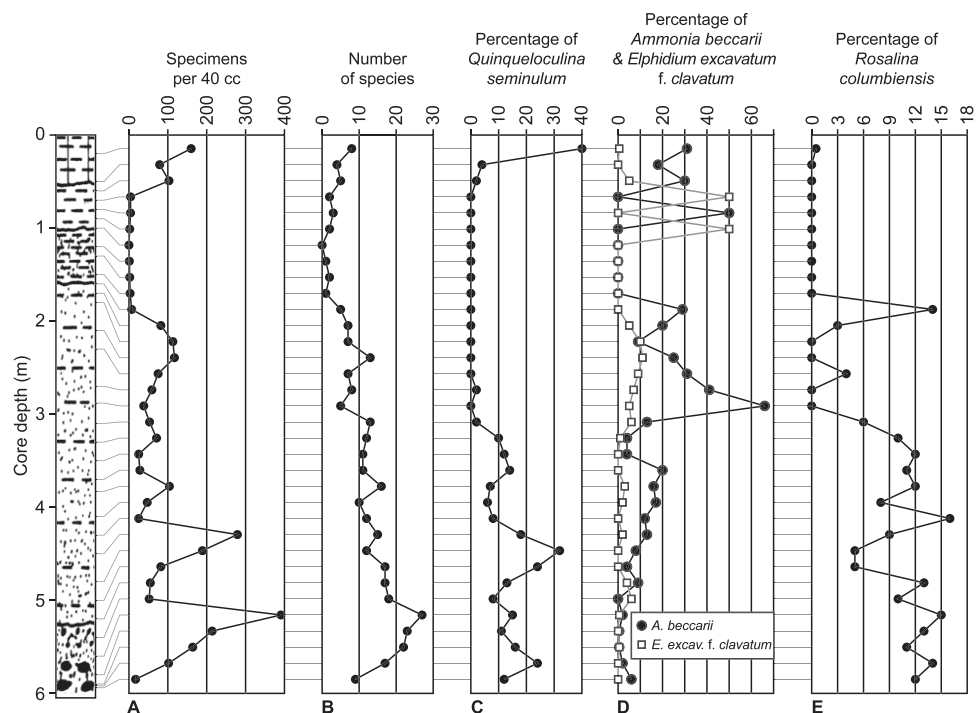 Specimens
per 40 cc
Number
of species
Percentage of
Quinqueloculina
seminulum
Percentage of
Ammonia beccarii
& Elphidium excavatum
f. clavatum
Percentage of
Rosalina
columbiensis
0 100 200 300 400
0 10 20 30
0 10 20 30 40
0 20 40 60
0 3 6 9 12 15 18
Core depth (m)
0
1
2
3
4
5
6
A. beccarii
E. excav. f. clavatum
A B C D E